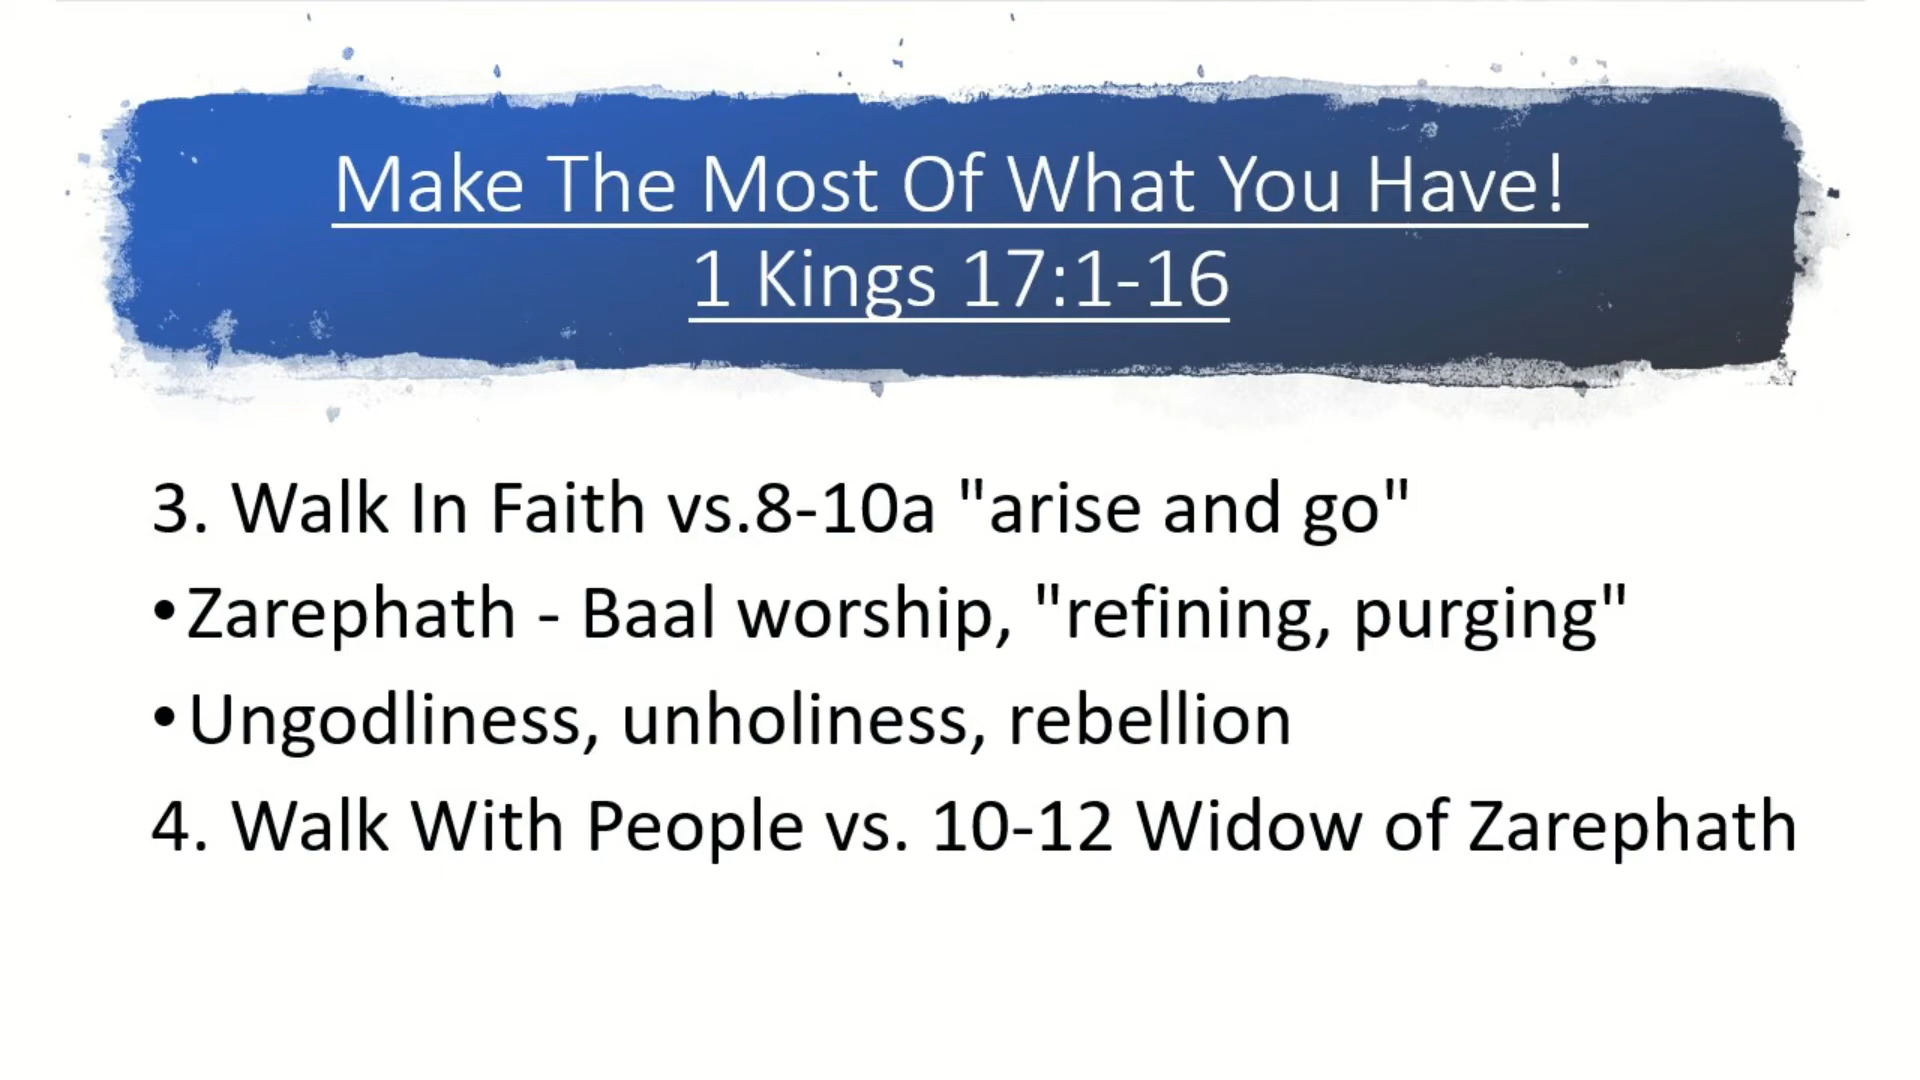 Make The Most Of What You Have!
1 Kings 17:1-16
3. Walk In Faith vs.8-10a "arise and go"
•Zarephath - Baal worship, "refining, purging"
•Ungodliness, unholiness, rebellion
4. Walk With People vs. 10-12 Widow of Zarephath